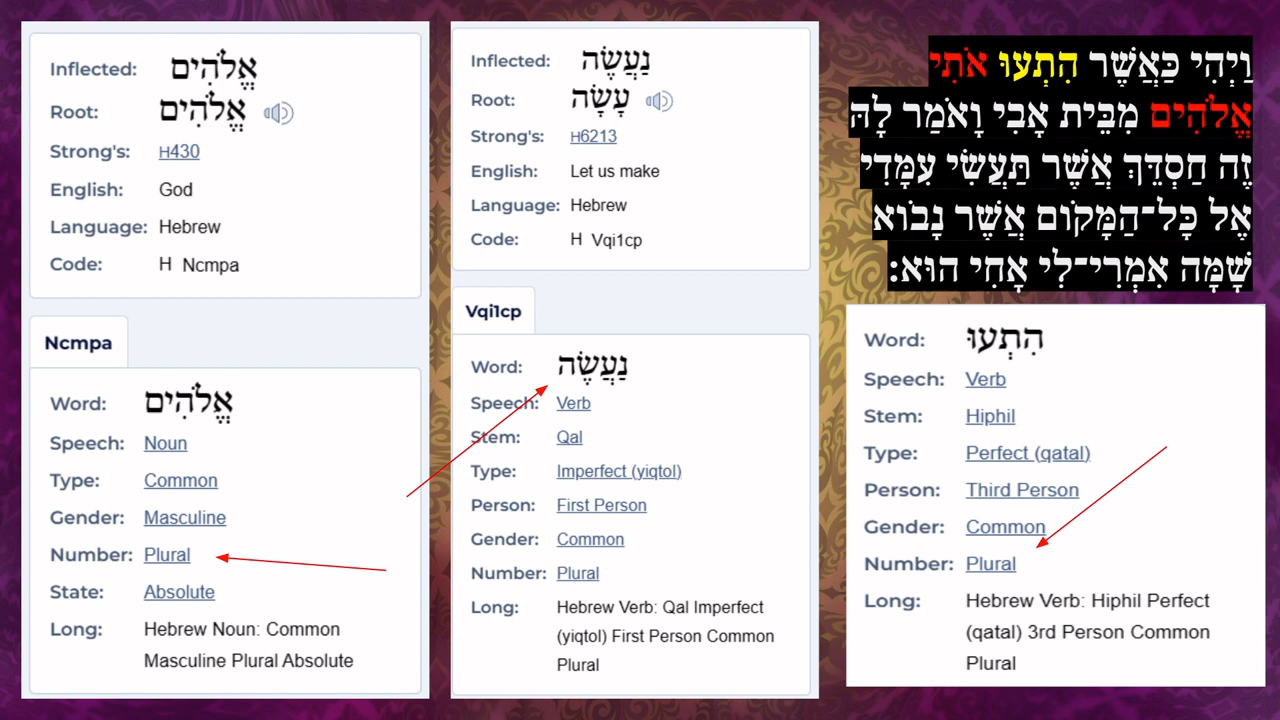 Inflected: אֱלֹהִים
Root: אֱלֹהִים
Strong's: H430
English: God
Language: Hebrew
Code: H Ncmpa
Ncmpa
Word: אֱלֹהִים
Speech: Noun
Type: Common
Gender: Masculine
Number: Plural
State: Absolute
Long: Hebrew Noun: Common
Masculine Plural Absolute
Inflected: נַעֲשֶׂה
Root: עָשָׂה
Strong's: H6213
English: Let us make
Language: Hebrew
Code: H Vqi1cp
Vqi1cp
Word: נַעֲשֶׂה
Speech: Verb
Stem: Qal
Type: Imperfect (yiqtol)
Person: First Person
Gender: Common
Number: Plural
Long: Hebrew Verb: Qal Imperfect
(yiqtol) First Person Common
Plural
וַיְהִי כַּאֲשֶׁר הִתְעוּ אֹתִי
אֱלֹהִים מִבֵּית אָבִי וָאֹמַר לָהּ
זֶה חַסְדֵּךְ אֲשֶׁר תַּעֲשִׂי עִמָּדִי
אֶל כָּל־הַמָּקוֹם אֲשֶׁר נָבוֹא
שָׁמָּה אִמְרִי־לִי אָחִי הוּא׃
Word: הִתְעוּ
Speech: Verb
Stem: Hiphil
Type: Perfect (qatal)
Person: Third Person
Gender: Common
Number: Plural
Long: Hebrew Verb: Hiphil Perfect
(qatal) 3rd Person Common
Plural